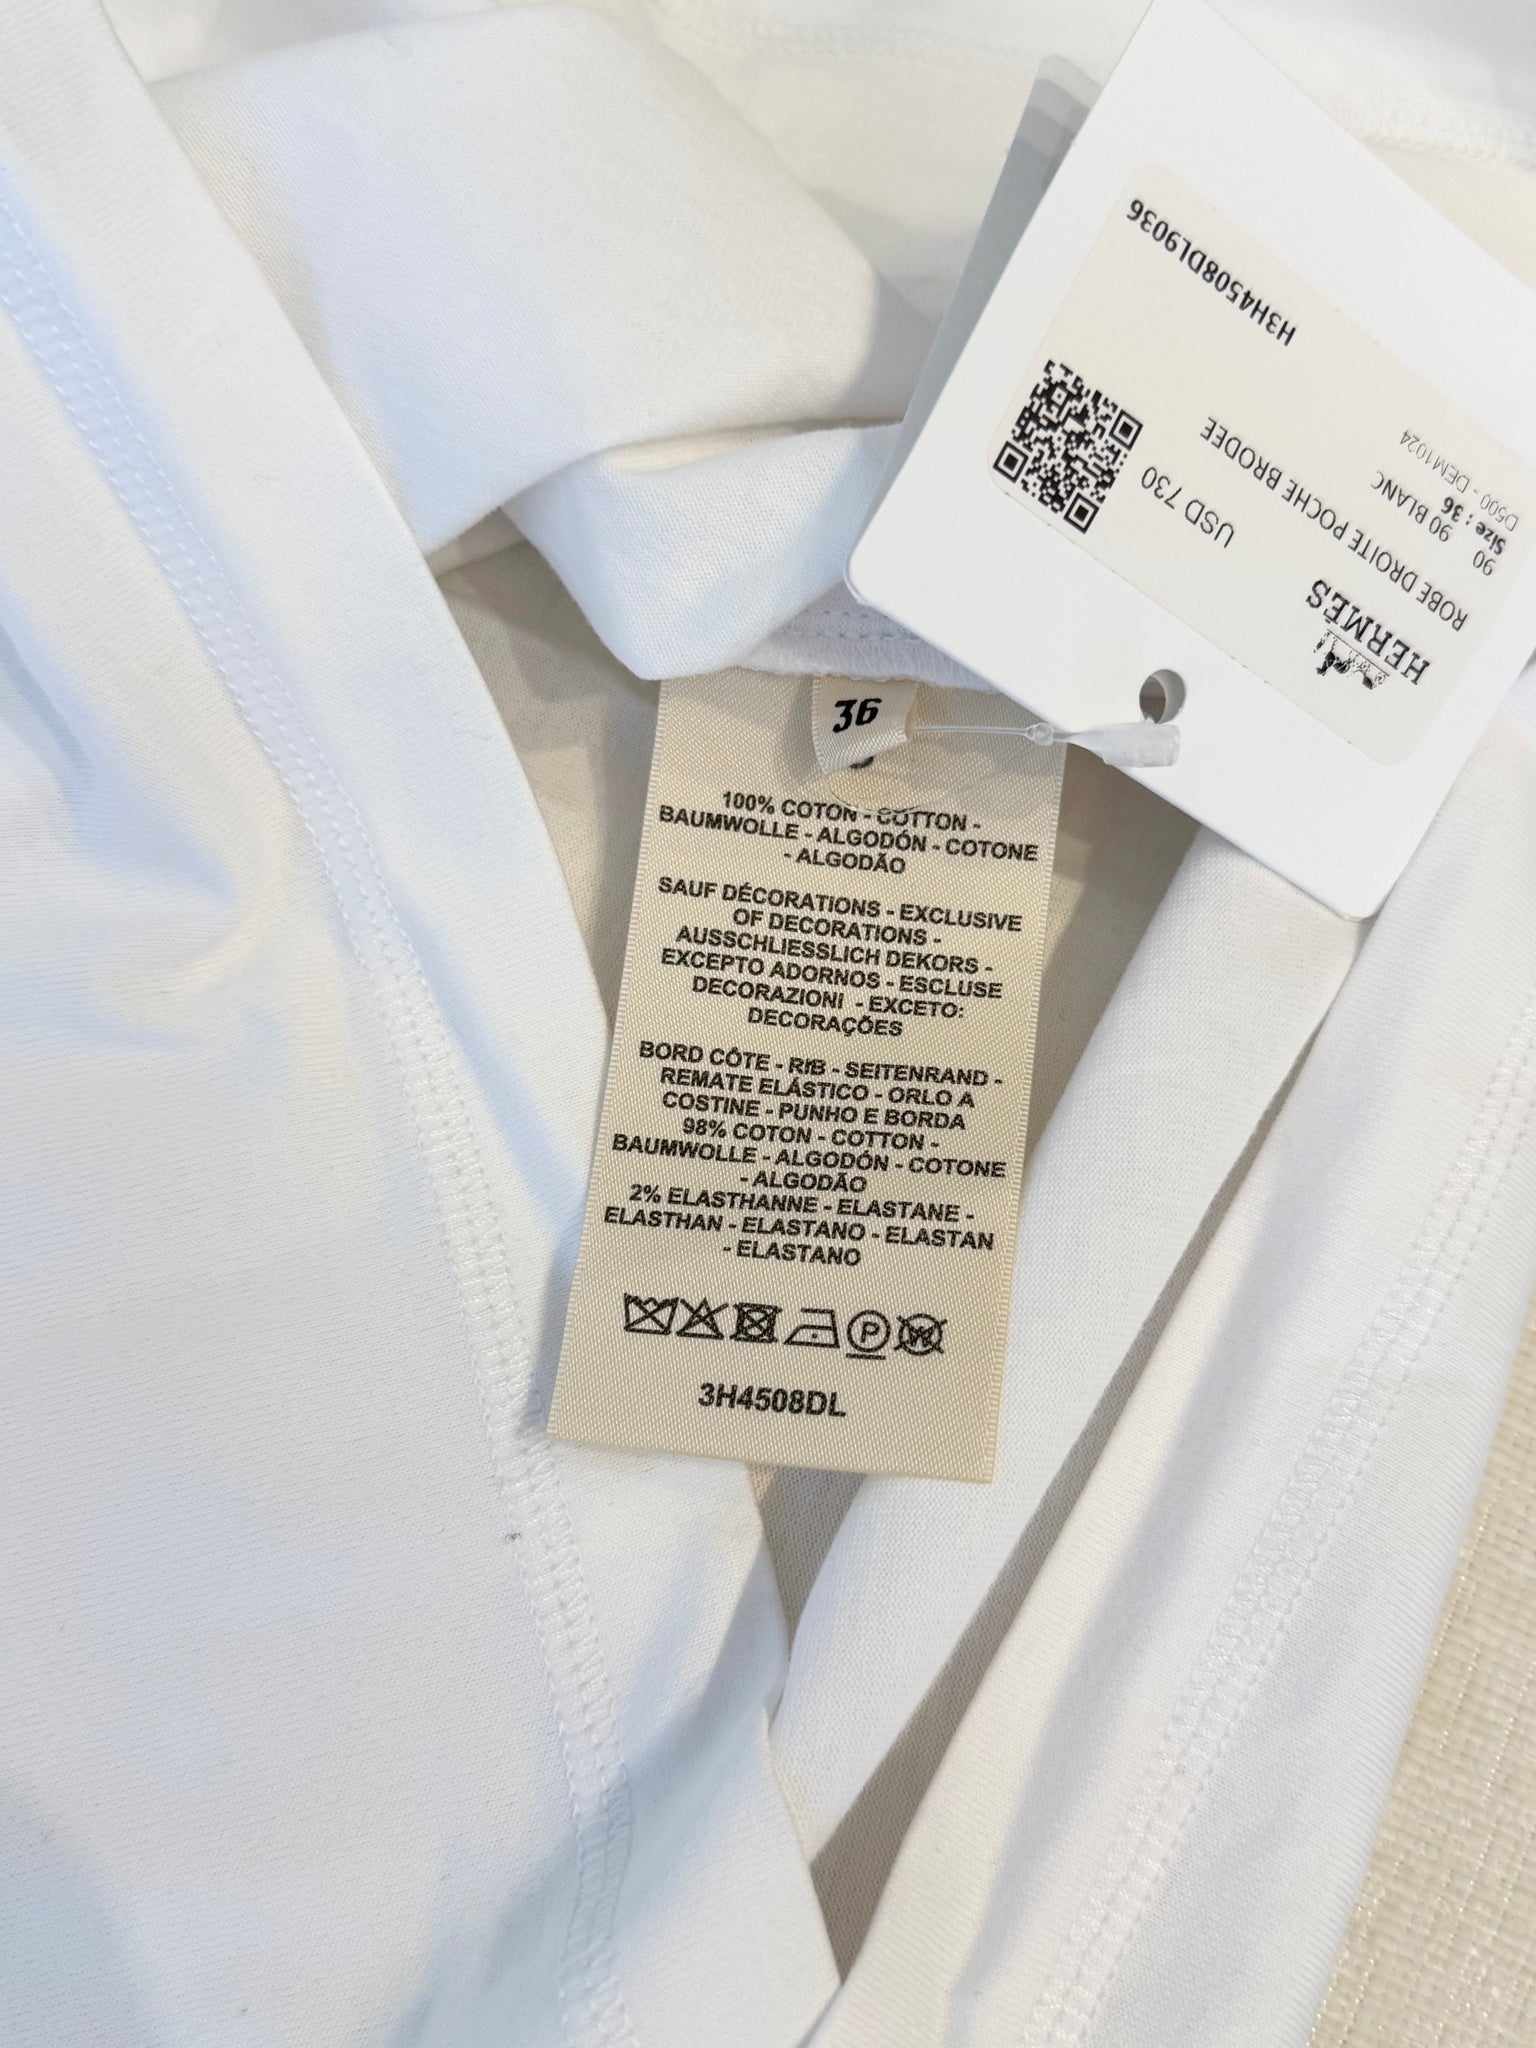 HERMÈS
ROBE DROITE POCHE BRODEE
90 90 BLANC
Size : 36
D500 - DEM1024
USD 730
H3H4508DL9036
36
100% COTON - COTTON -
BAUMWOLLE - ALGODÓN - COTONE
- ALGODÃO
SAUF DÉCORATIONS - EXCLUSIVE
OF DECORATIONS -
AUSSCHLIESSLICH DEKORS -
EXCEPTO ADORNOS - ESCLUSE
DECORAZIONI - EXCETO:
DECORAÇÕES
BORD CÔTE - RIB - SEITENRAND -
REMATE ELÁSTICO - ORLO A
COSTINE - PUNHO E BORDA
98% COTON - COTTON -
BAUMWOLLE - ALGODÓN - COTONE
- ALGODÃO
2% ELASTHANNE - ELASTANE -
ELASTHAN - ELASTANO - ELASTAN
- ELASTANO
P W
3H4508DL